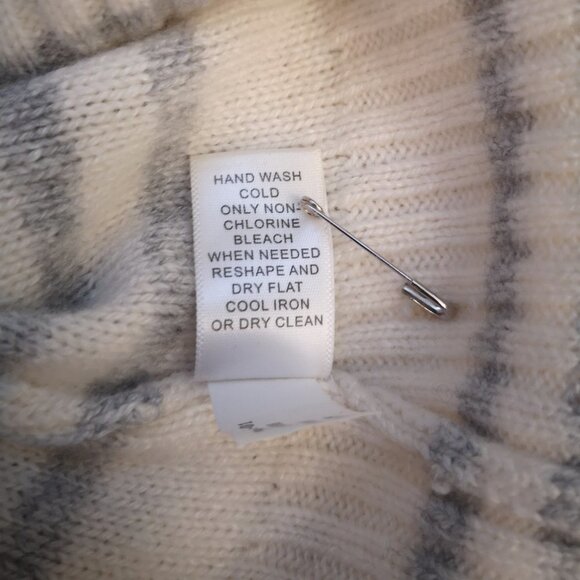 HAND WASH
COLD
ONLY NON-
CHLORINE
BLEACH
WHEN NEEDED
RESHAPE AND
DRY FLAT
COOL IRON
OR DRY CLEAN